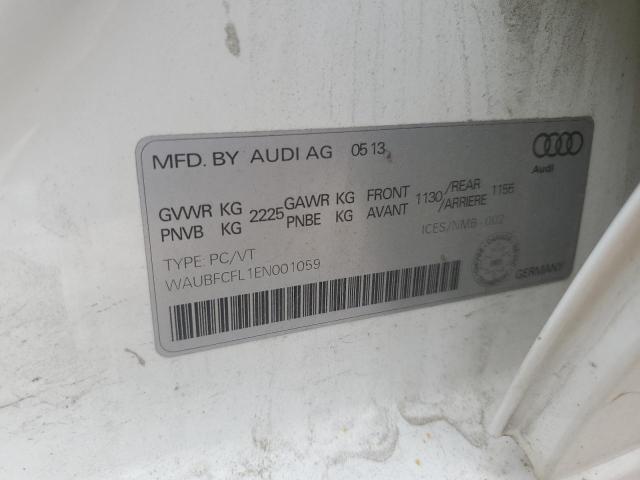 MFD. BY AUDI AG 05 13
Audi
GVWR KG 2225 GAWR KG FRONT 1130 /REAR 1155
PNVB KG PNBE KG AVANT /ARRIERE
ICES/NMB-002
TYPE: PC/VT
WAUBFCFL1EN001059
GERMANY